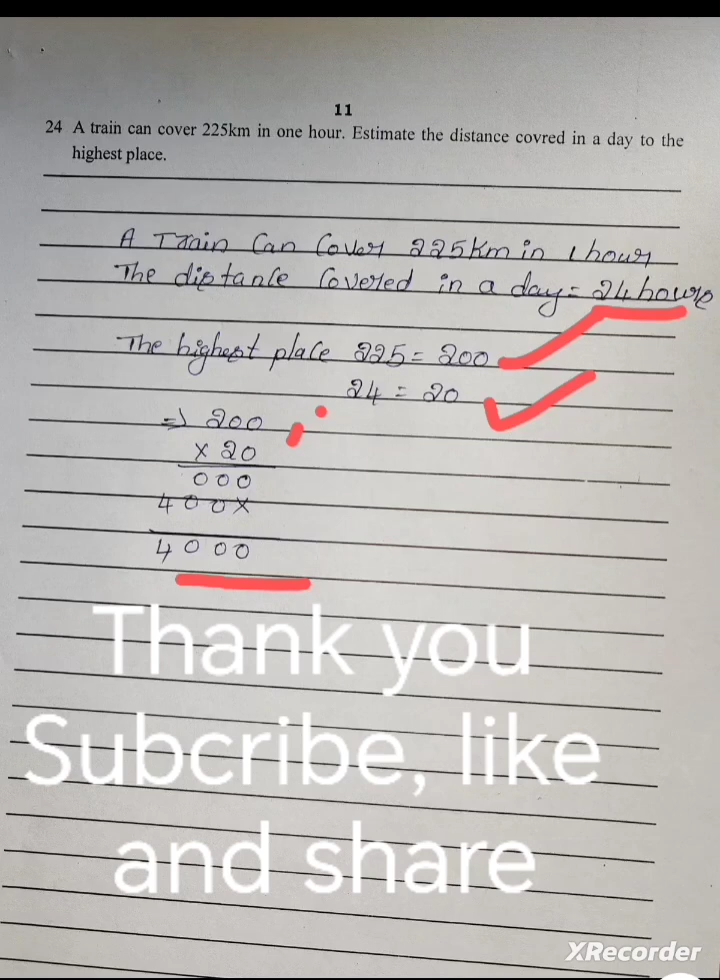 11
24 A train can cover 225km in one hour. Estimate the distance covred in a day to the
highest place.
A Train Can Cover 225km in 1 hour
The distance Covered in a day = 24 hours
The highest place 225 = 200
24 = 20
=> 200
x 20
000
400x
4000
Thank you
Subcribe, like
and share
XRecorder